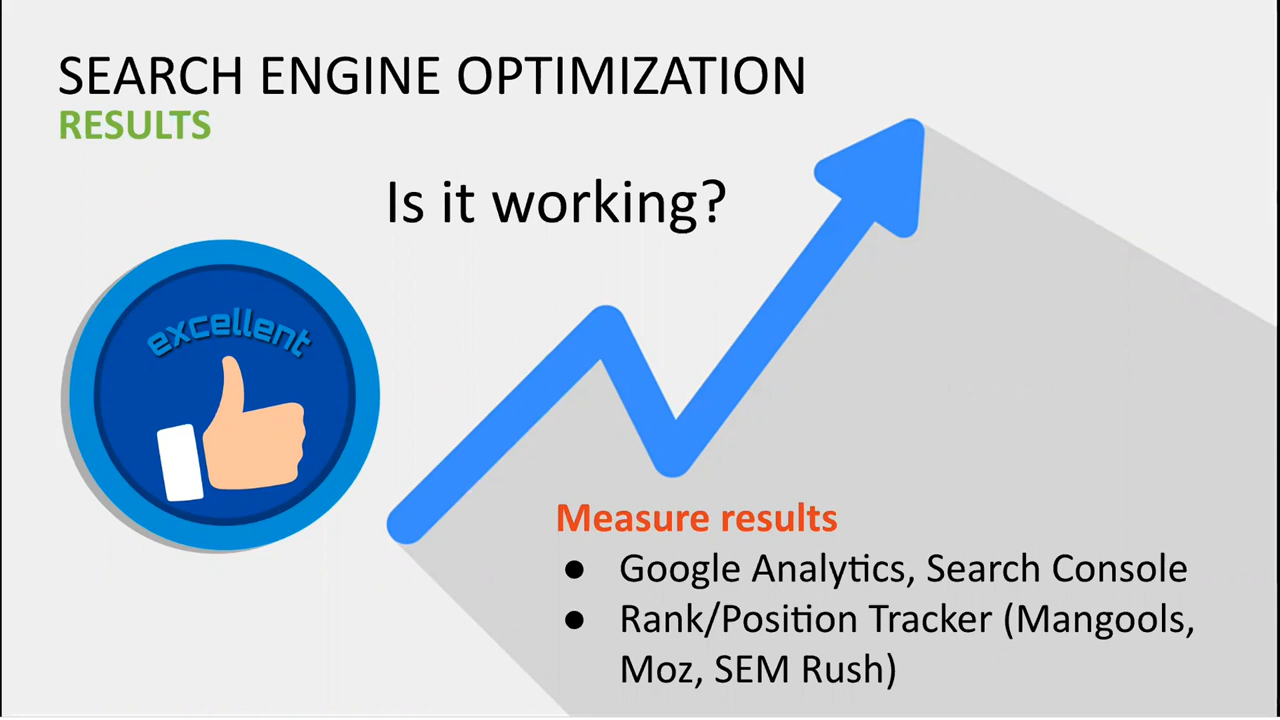 SEARCH ENGINE OPTIMIZATION
RESULTS
Is it working?
excellent
Measure results
● Google Analytics, Search Console
● Rank/Position Tracker (Mangools,
Moz, SEM Rush)